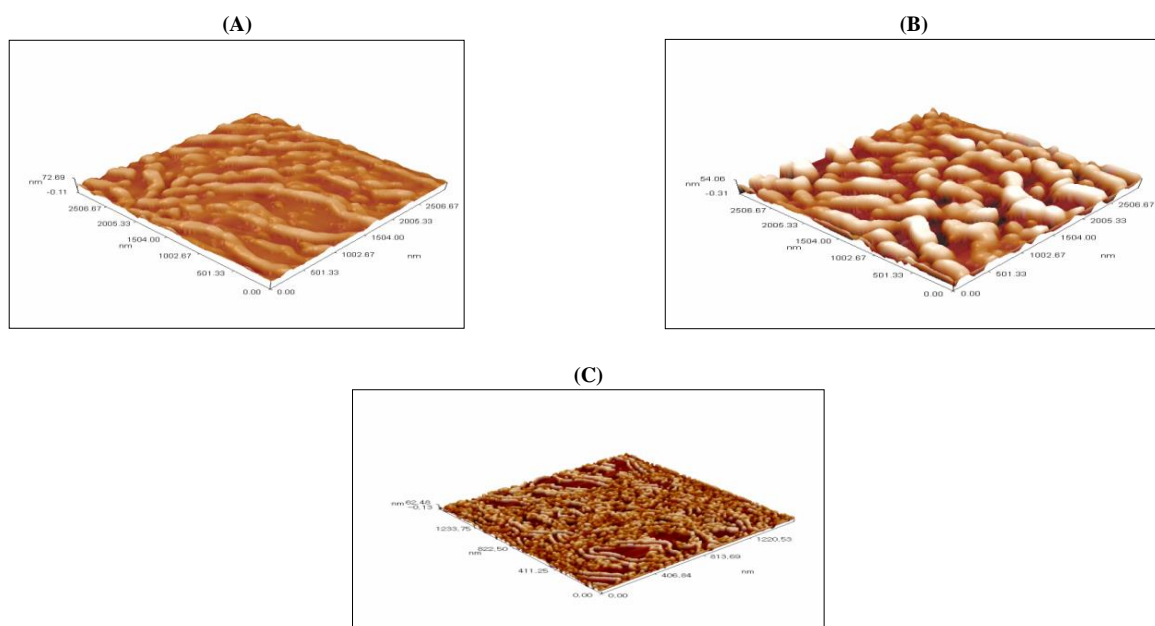 (A)
(B)
nm 72.69
-0.11
2506.67
2005.33
1504.00
nm
1002.67
501.33
0.00
0.00
501.33
1002.67
nm
1504.00
2005.33
2506.67
nm 54.06
-0.31
2506.67
2005.33
1504.00
nm
1002.67
501.33
0.00
0.00
501.33
1002.67
nm
1504.00
2005.33
2506.67
(C)
nm 62.48
-0.13
1233.75
822.50
nm
411.25
0.00
0.00
406.84
nm
813.69
1220.53